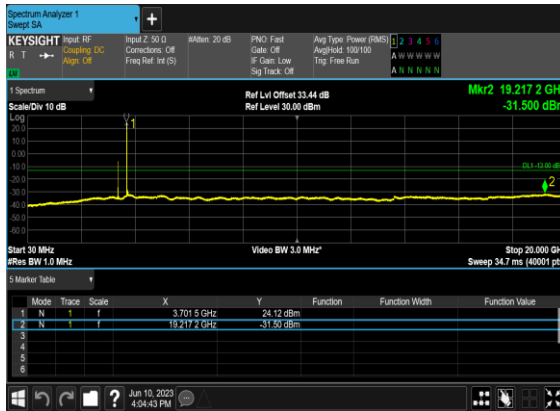 Spectrum Analyzer 1
Swept SA
+
KEYSIGHT
R T
Input: RF
Coupling: DC
Align: Off
Input Z: 50 Ω
Corrections: Off
Freq Ref: Int (S)
#Atten: 20 dB
PNO: Fast
Gate: Off
IF Gain: Low
Sig Track: Off
Avg Type: Power (RMS)
Avg|Hold: 100/100
Trig: Free Run
1 2 3 4 5 6
A W W W W W
A N N N N N
1 Spectrum
Scale/Div 10 dB
Ref Lvl Offset 33.44 dB
Ref Level 30.00 dBm
Mkr2 19.217 2 GH
-31.500 dB
Log
20.0
10.0
0.00
-10.0
-20.0
-30.0
-40.0
-50.0
-60.0
1
DL1 -13.00 dB
2
Start 30 MHz
#Res BW 1.0 MHz
Video BW 3.0 MHz*
Stop 20.000 GH
Sweep 34.7 ms (40001 pt
5 Marker Table
Mode Trace Scale X Y Function Function Width Function Value
1 N 1 f 3.701 5 GHz 24.12 dBm
2 N 1 f 19.217 2 GHz -31.50 dBm
3
4
5
6
?
Jun 10, 2023
4:04:43 PM